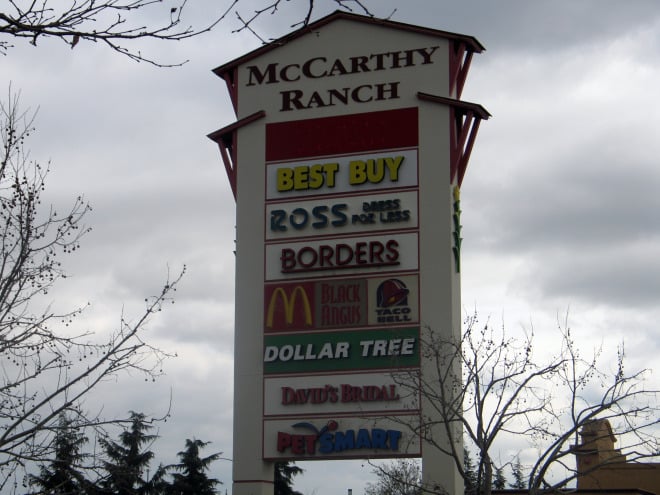 McCARTHY
RANCH
BEST BUY
ROSS DRESS FOR LESS
BORDERS
M BLACK ANGUS TACO BELL
DOLLAR TREE
DAVID'S BRIDAL
PETSMART